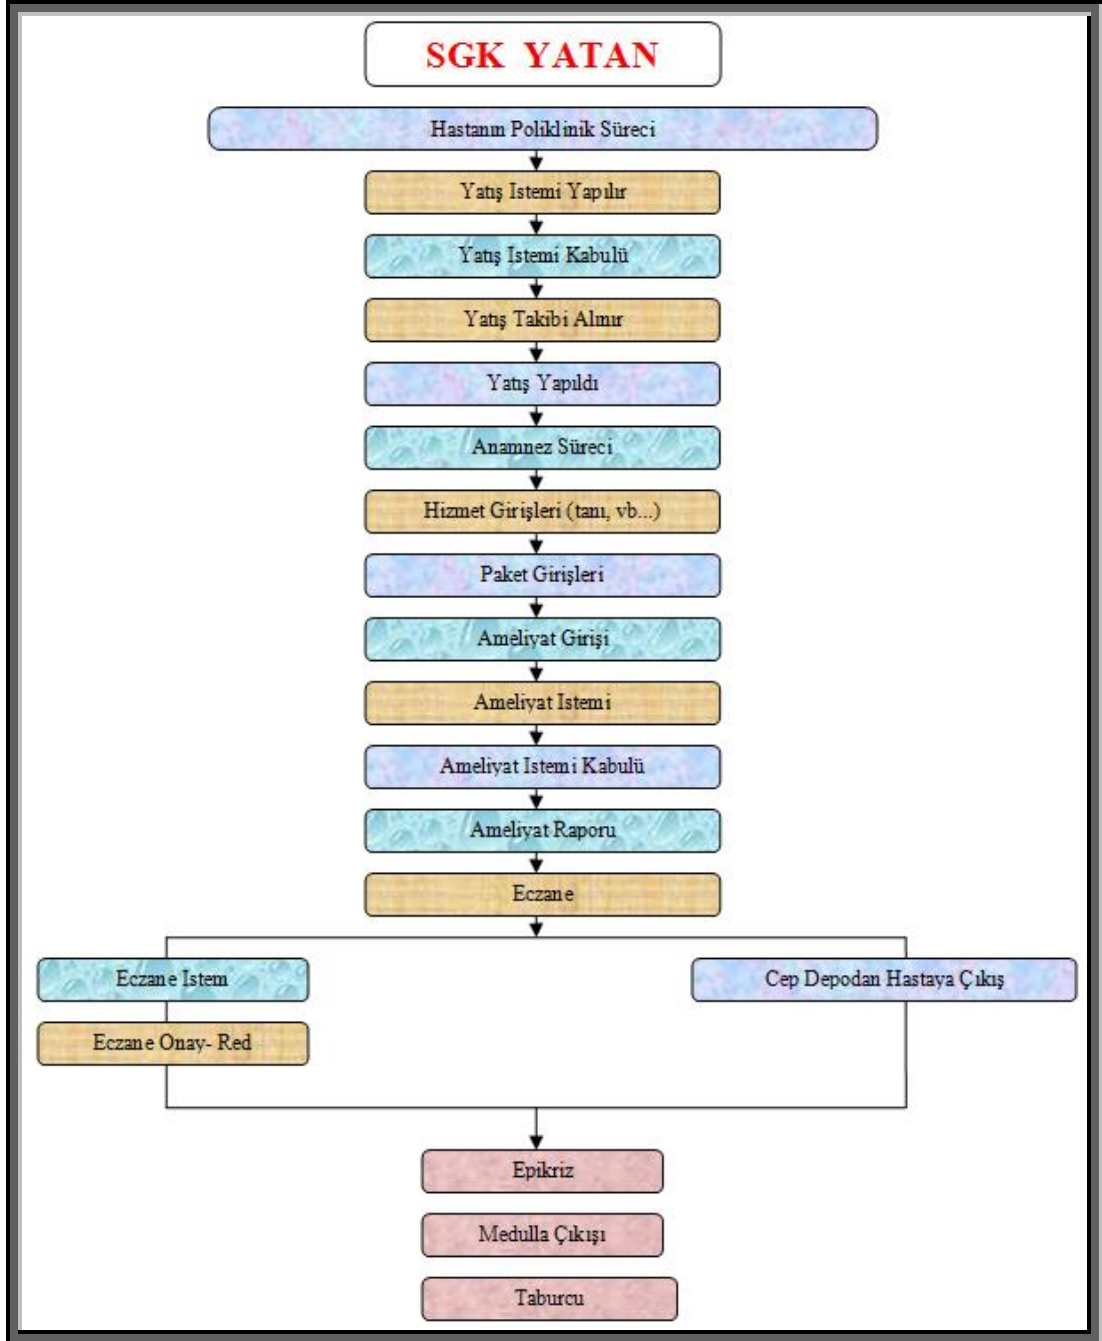 SGK YATAN
Hastanın Poliklinik Süreci
Yatış Istemi Yapılır
Yatış Istemi Kabulü
Yatış Takibi Alınır
Yatış Yapıldı
Anamnez Süreci
Hizmet Girişleri (tanı, vb...)
Paket Girişleri
Ameliyat Girişi
Ameliyat Istemi
Ameliyat Istemi Kabulü
Ameliyat Raporu
Eczane
Eczane Istem
Cep Depodan Hastaya Çıkış
Eczane Onay- Red
Epikriz
Medulla Çıkışı
Taburcu